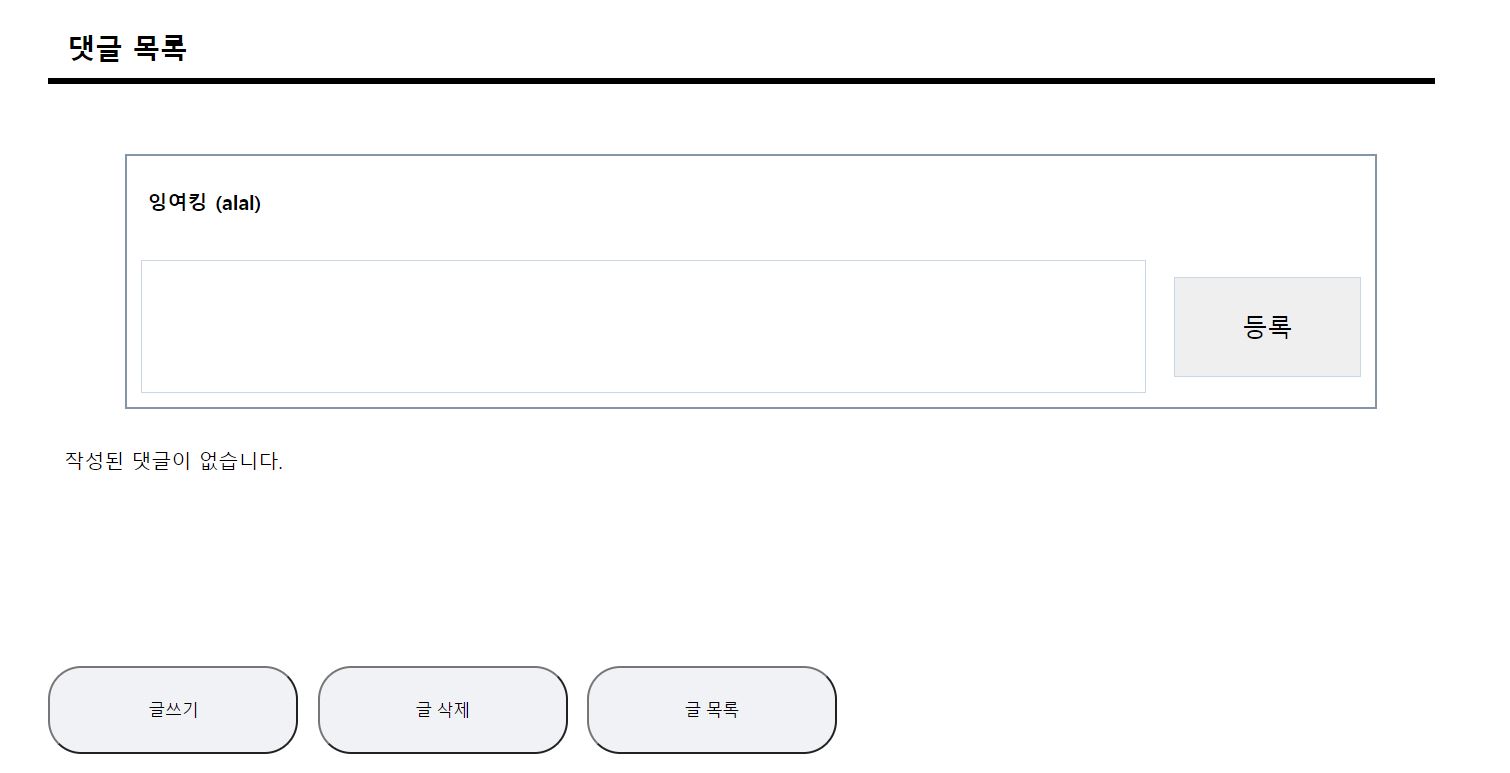 댓글 목록
잉여킹 (alal)
등록
작성된 댓글이 없습니다.
글쓰기
글 삭제
글 목록